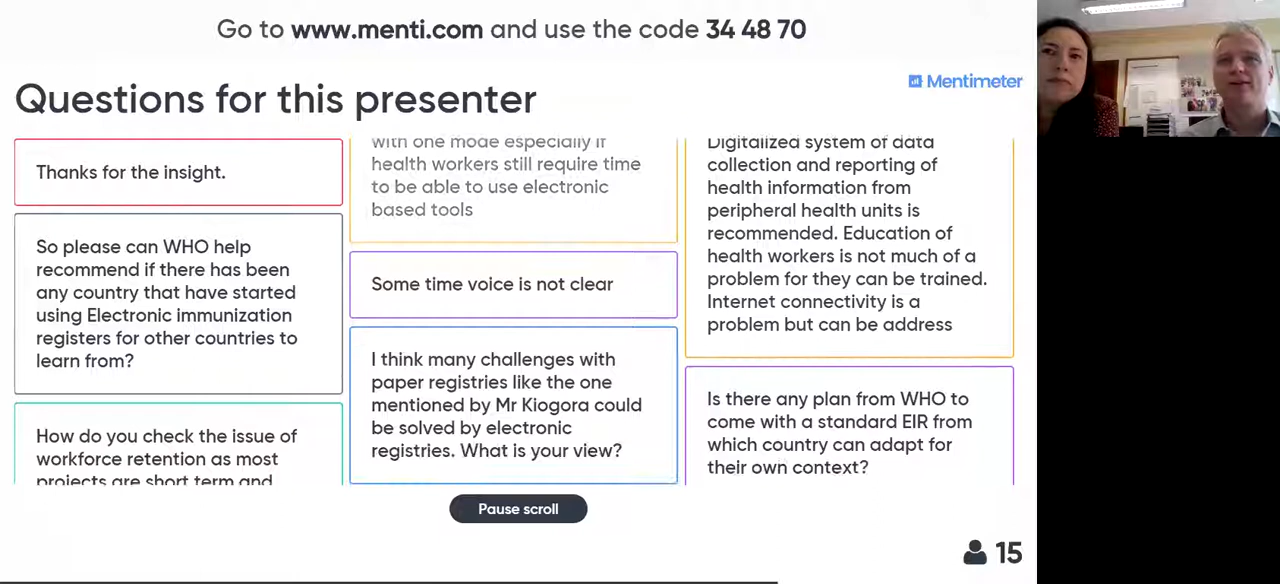 Go to www.menti.com and use the code 34 48 70
Questions for this presenter
Mentimeter
Thanks for the insight.
So please can WHO help
recommend if there has been
any country that have started
using Electronic immunization
registers for other countries to
learn from?
How do you check the issue of
workforce retention as most
projects are short term and
with one mode especially if
health workers still require time
to be able to use electronic
based tools
Some time voice is not clear
I think many challenges with
paper registries like the one
mentioned by Mr Kiogora could
be solved by electronic
registries. What is your view?
Digitalized system of data
collection and reporting of
health information from
peripheral health units is
recommended. Education of
health workers is not much of a
problem for they can be trained.
Internet connectivity is a
problem but can be address
Is there any plan from WHO to
come with a standard EIR from
which country can adapt for
their own context?
Pause scroll
15